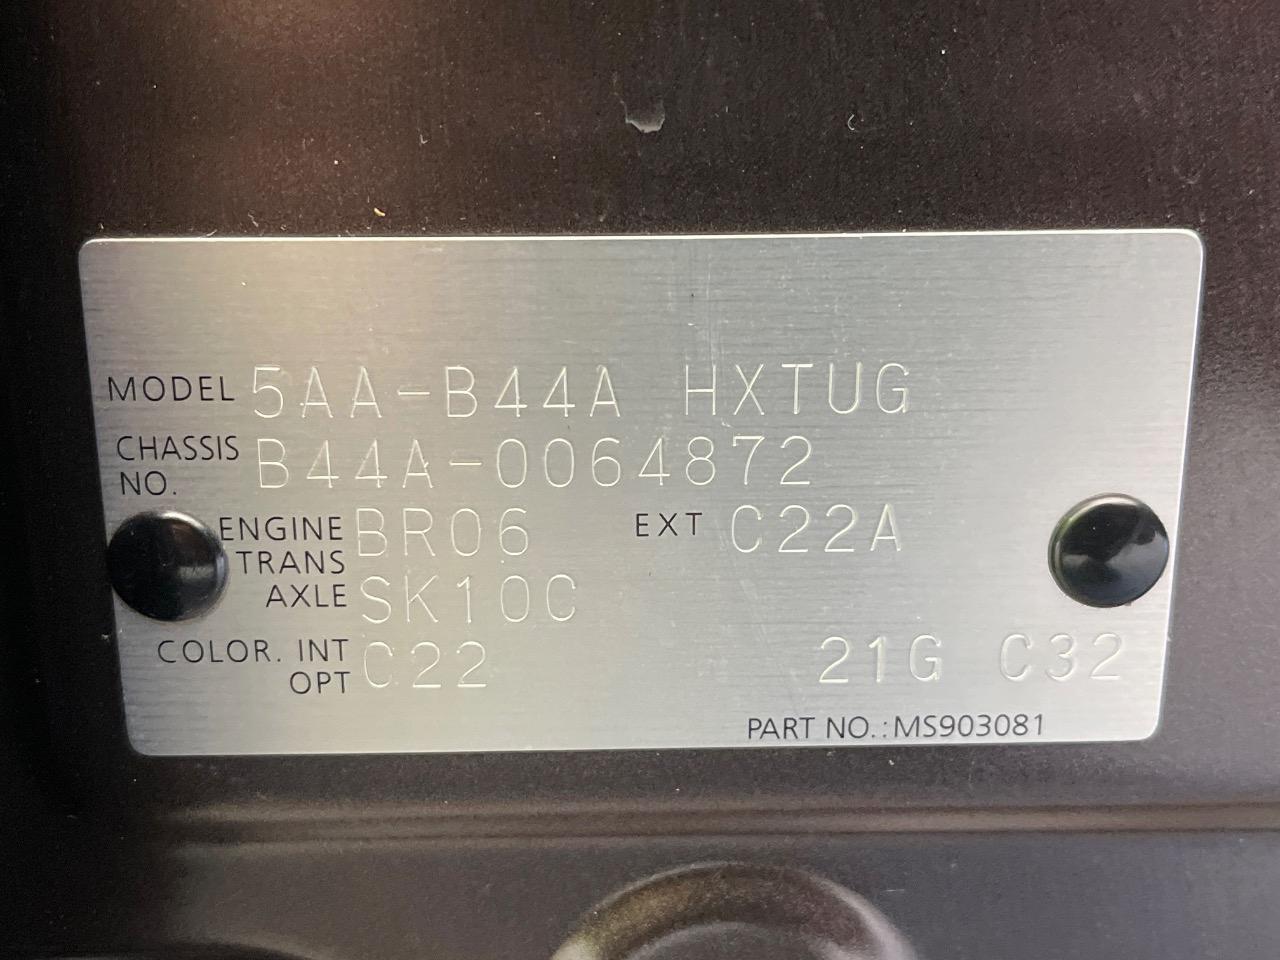 MODEL 5AA-B44A HXTUG
CHASSIS NO. B44A-0064872
ENGINE BR06 EXT C22A
TRANS AXLE SK10C
COLOR. INT OPT C22 21G C32
PART NO.:MS903081